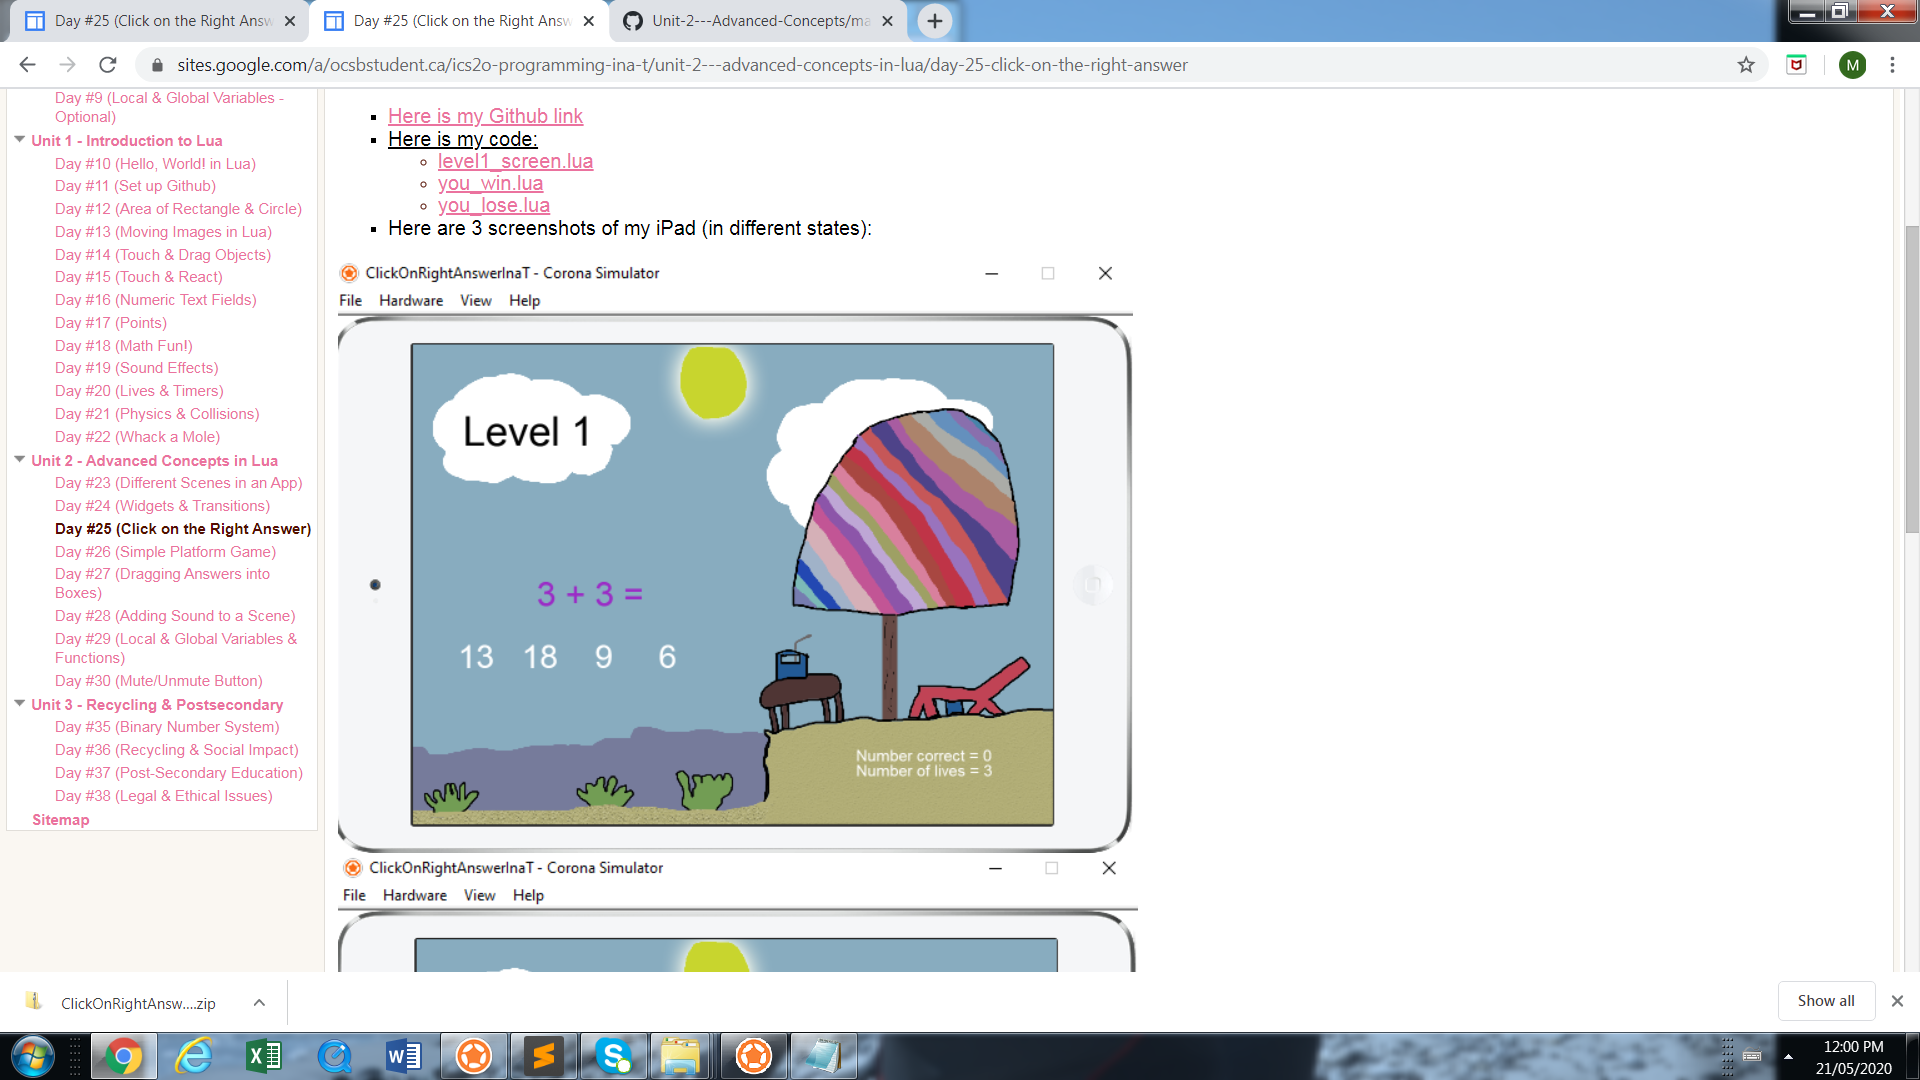 Day #25 (Click on the Right Answ
Day #25 (Click on the Right Answ
Unit-2---Advanced-Concepts/ma
sites.google.com/a/ocsbstudent.ca/ics2o-programming-ina-t/unit-2---advanced-concepts-in-lua/day-25-click-on-the-right-answer
M
Day #9 (Local & Global Variables -
Optional)
Unit 1 - Introduction to Lua
Day #10 (Hello, World! in Lua)
Day #11 (Set up Github)
Day #12 (Area of Rectangle & Circle)
Day #13 (Moving Images in Lua)
Day #14 (Touch & Drag Objects)
Day #15 (Touch & React)
Day #16 (Numeric Text Fields)
Day #17 (Points)
Day #18 (Math Fun!)
Day #19 (Sound Effects)
Day #20 (Lives & Timers)
Day #21 (Physics & Collisions)
Day #22 (Whack a Mole)
Unit 2 - Advanced Concepts in Lua
Day #23 (Different Scenes in an App)
Day #24 (Widgets & Transitions)
Day #25 (Click on the Right Answer)
Day #26 (Simple Platform Game)
Day #27 (Dragging Answers into
Boxes)
Day #28 (Adding Sound to a Scene)
Day #29 (Local & Global Variables &
Functions)
Day #30 (Mute/Unmute Button)
Unit 3 - Recycling & Postsecondary
Day #35 (Binary Number System)
Day #36 (Recycling & Social Impact)
Day #37 (Post-Secondary Education)
Day #38 (Legal & Ethical Issues)
Sitemap
Here is my Github link
Here is my code:
level1_screen.lua
you_win.lua
you_lose.lua
Here are 3 screenshots of my iPad (in different states):
ClickOnRightAnswerInaT - Corona Simulator
File Hardware View Help
Level 1
3 + 3 =
13 18 9 6
Number correct = 0
Number of lives = 3
ClickOnRightAnswerInaT - Corona Simulator
File Hardware View Help
ClickOnRightAnsw....zip
Show all
12:00 PM
21/05/2020